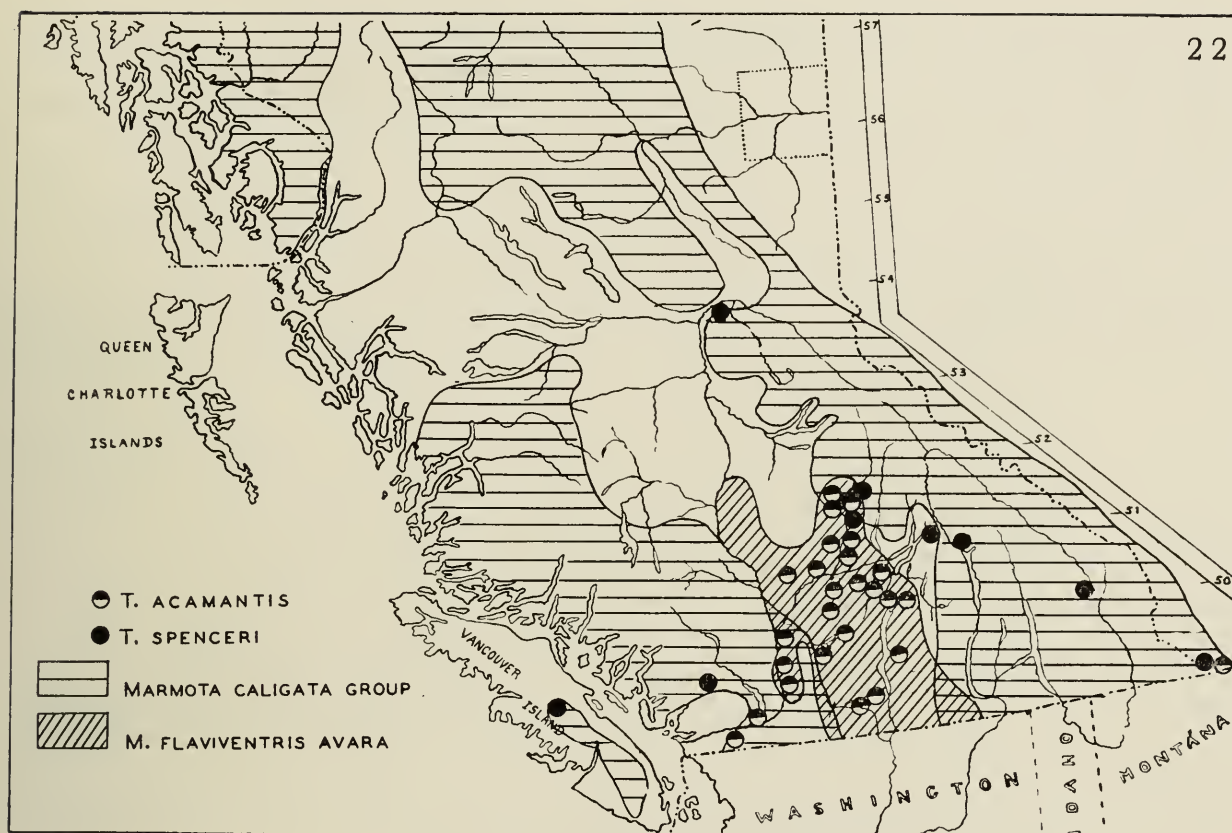 22
57
56
55
54
53
52
51
50
QUEEN
CHARLOTTE
ISLANDS
T. ACAMANTIS
T. SPENCERI
MARMOTA CALIGATA GROUP
M. FLAVIVENTRIS AVARA
VANCOUVER
ISLAND
WASHINGTON
IDAHO
MONTANA